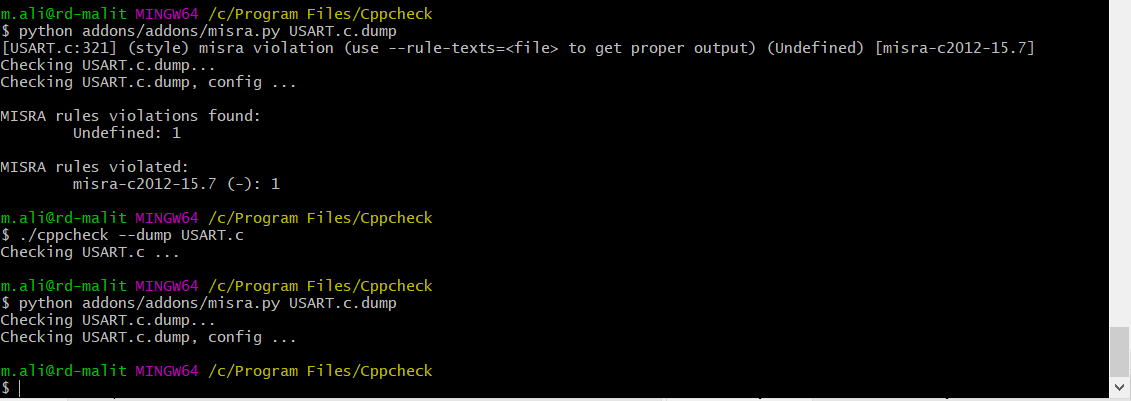 m.ali@rd-malit MINGW64 /c/Program Files/Cppcheck
$ python addons/addons/misra.py USART.c.dump
[USART.c:321] (style) misra violation (use --rule-texts=<file> to get proper output) (Undefined) [misra-c2012-15.7]
Checking USART.c.dump...
Checking USART.c.dump, config ...

MISRA rules violations found:
        Undefined: 1

MISRA rules violated:
        misra-c2012-15.7 (-): 1

m.ali@rd-malit MINGW64 /c/Program Files/Cppcheck
$ ./cppcheck --dump USART.c
Checking USART.c ...

m.ali@rd-malit MINGW64 /c/Program Files/Cppcheck
$ python addons/addons/misra.py USART.c.dump
Checking USART.c.dump...
Checking USART.c.dump, config ...

m.ali@rd-malit MINGW64 /c/Program Files/Cppcheck
$